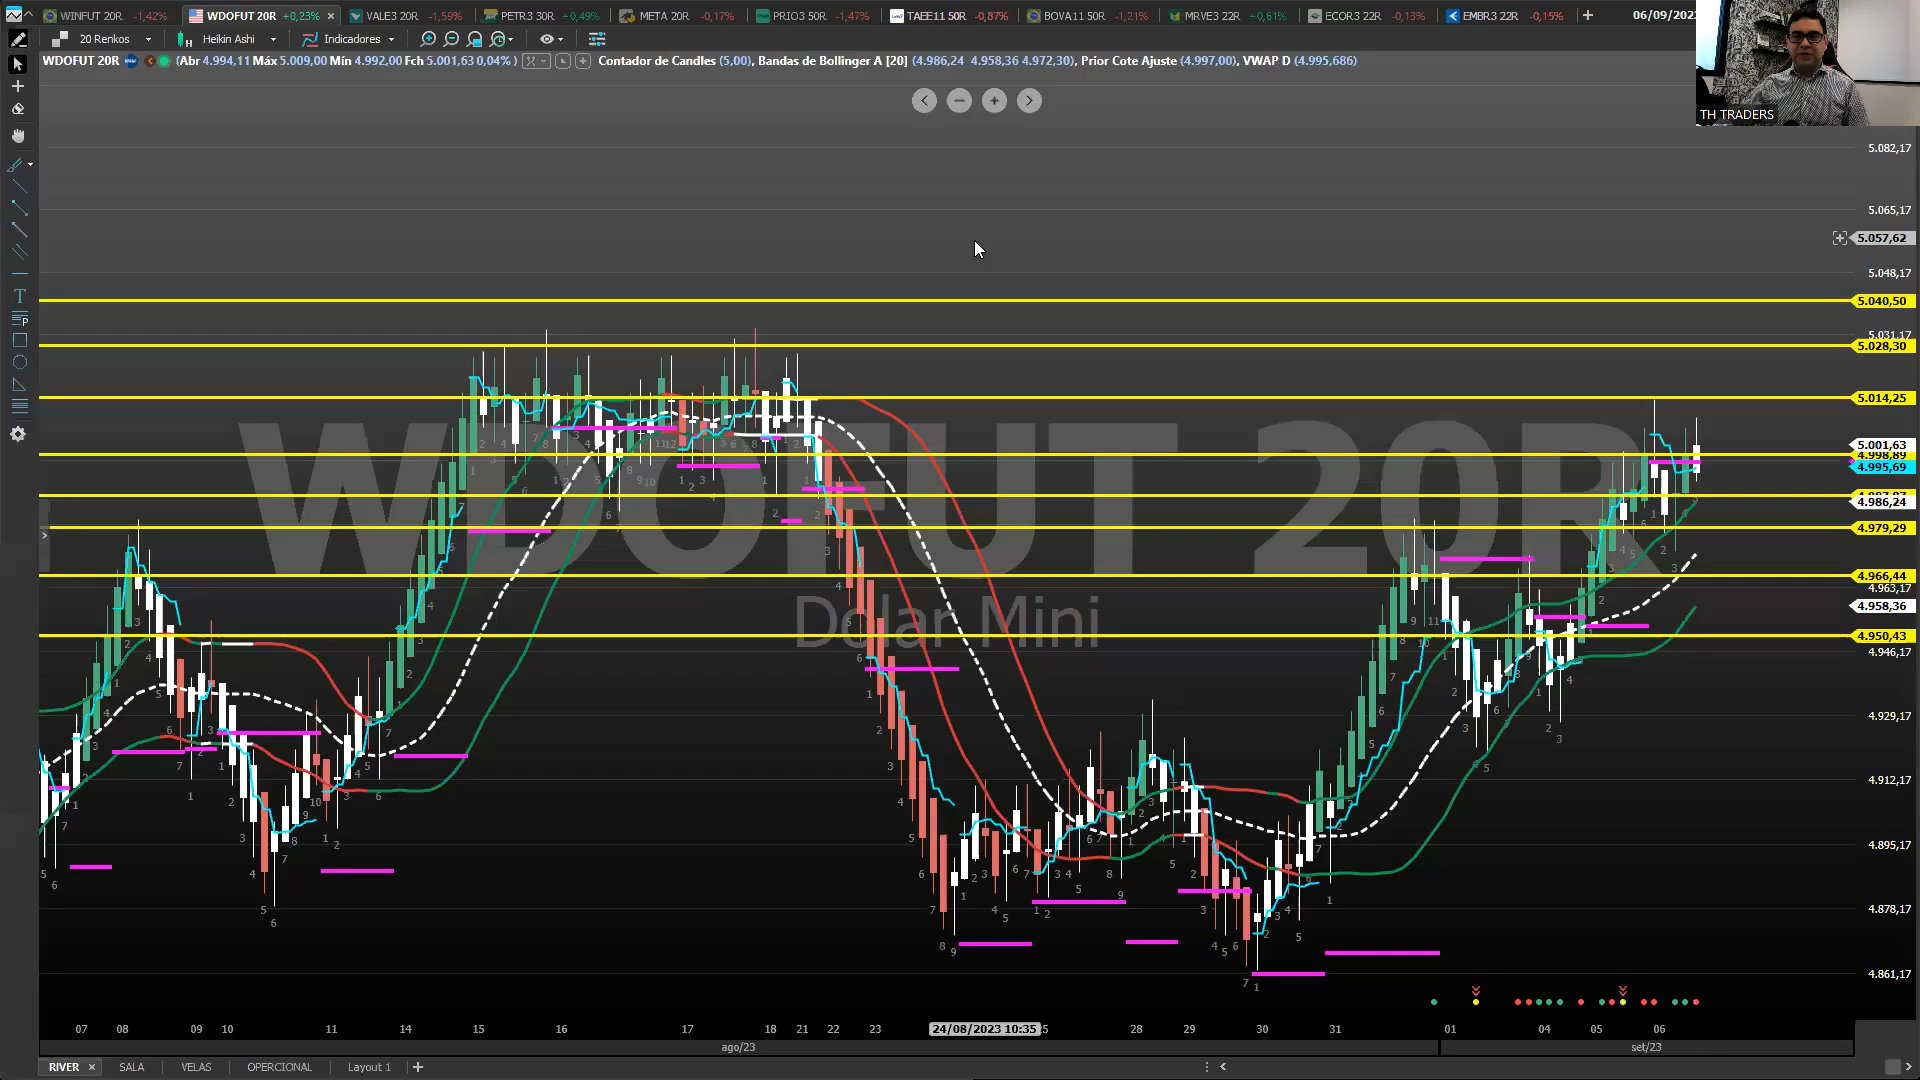 WINFUT 20R -1,42% WDOFUT 20R +0,23% × VALE3 20R -1,59% PETR3 30R +0,49% META 20R -0,17% PRIO3 50R -1,47% TAEE11 50R -0,87% BOVA11 50R -1,21% MRVE3 22R +0,61% ECOR3 22R -0,13% EMBR3 22R -0,15% + 06/09/2023
20 Renkos Heikin Ashi Indicadores
WDOFUT 20R (Abr 4.994,11 Máx 5.009,00 Mín 4.992,00 Fch 5.001,63 0,04% ) Contador de Candles (5,00), Bandas de Bollinger A [20] (4.986,24 4.958,36 4.972,30), Prior Cote Ajuste (4.997,00), VWAP D (4.995,686)
TH TRADERS
5.082,17
5.065,17
5.057,62
5.048,17
5.040,50
5.031,17
5.028,30
5.014,25
5.001,63
4.998,89
4.995,69
4.986,24
4.979,29
4.966,44
4.963,17
4.958,36
4.950,43
4.946,17
4.929,17
4.912,17
4.895,17
4.878,17
4.861,17
WDOFUT 20R
Dolar Mini
07 08 09 10 11 14 15 16 17 18 21 22 23 24/08/2023 10:35 28 29 30 31 01 04 05 06
ago/23 set/23
RIVER × SALA VELAS OPERCIONAL Layout 1 +